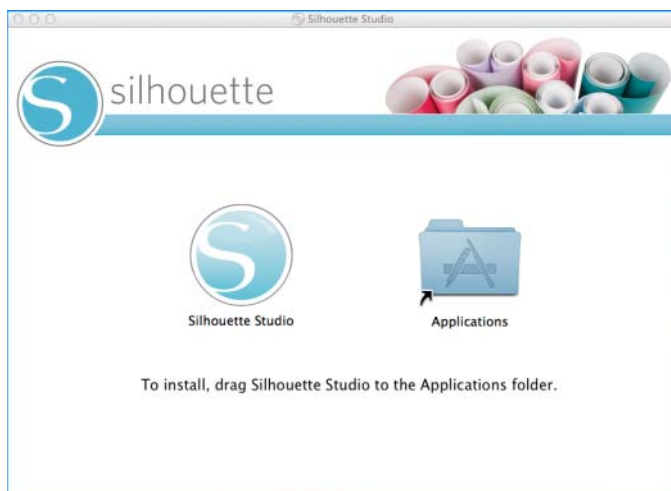 Silhouette Studio
silhouette
Silhouette Studio
Applications
To install, drag Silhouette Studio to the Applications folder.